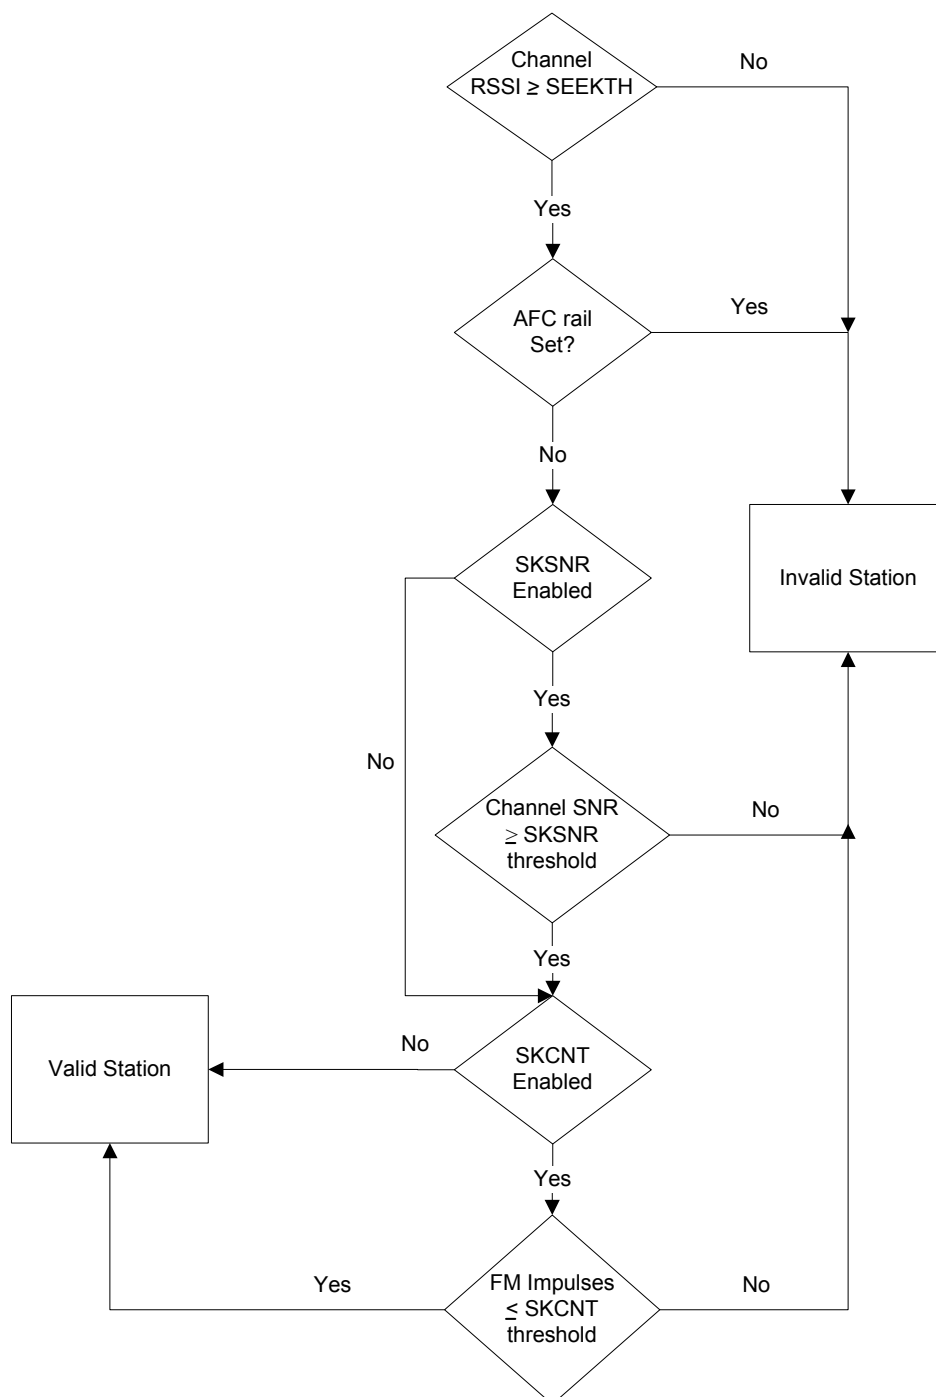 Channel
RSSI ≥ SEEKTH
No
Yes
AFC rail
Set?
Yes
No
SKSNR
Enabled
Invalid Station
Yes
No
Channel SNR
≥ SKSNR
threshold
No
Yes
Valid Station
No
SKCNT
Enabled
Yes
Yes
FM Impulses
≤ SKCNT
threshold
No